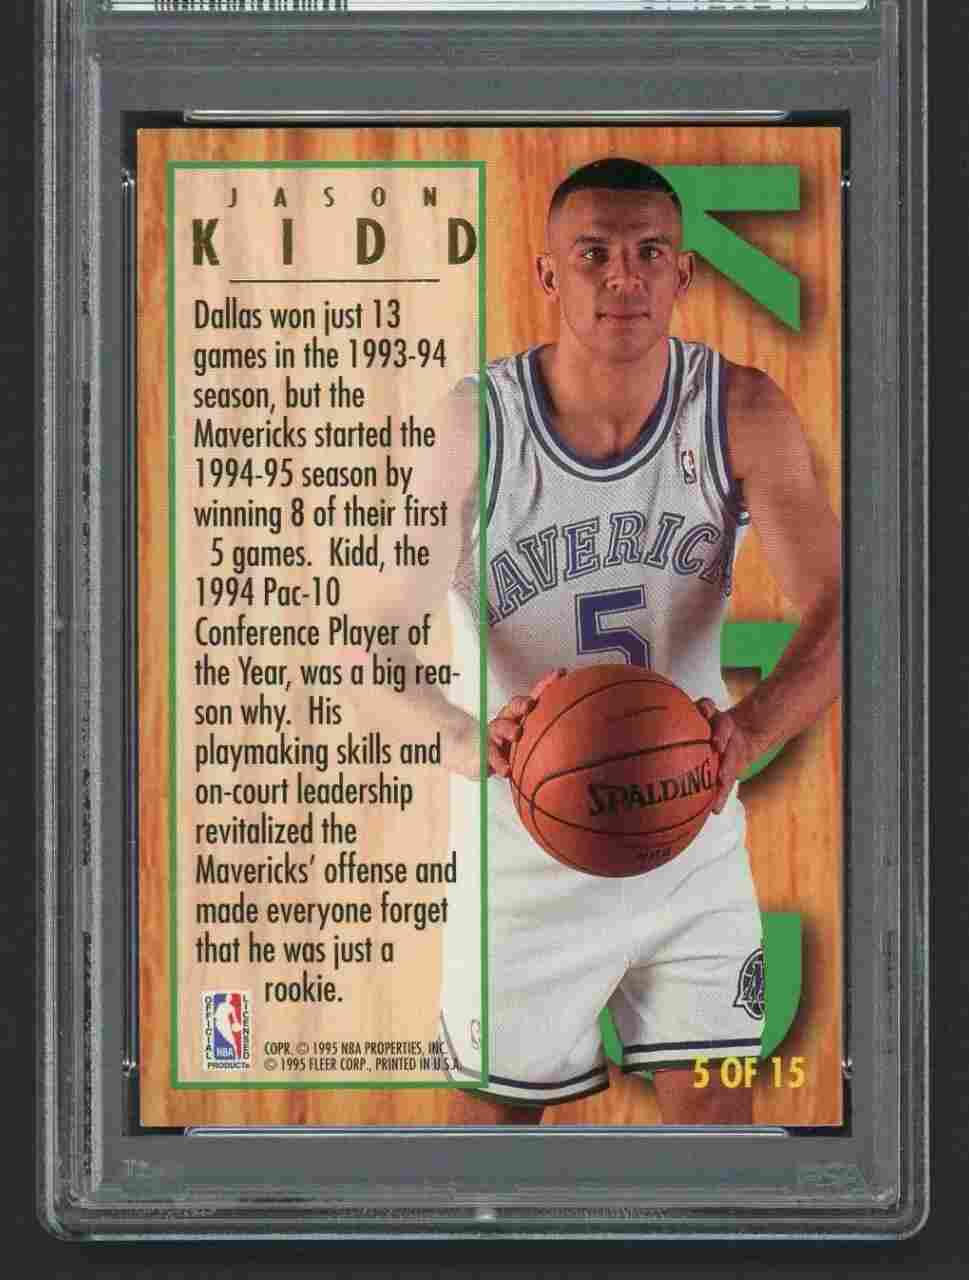 JASON
KIDD
Dallas won just 13
games in the 1993-94
season, but the
Mavericks started the
1994-95 season by
winning 8 of their first
5 games. Kidd, the
1994 Pac-10
Conference Player of
the Year, was a big rea-
son why. His
playmaking skills and
on-court leadership
revitalized the
Mavericks' offense and
made everyone forget
that he was just a
rookie.
OFFICIAL
LICENSED
NBA
PRODUCT
COPR. © 1995 NBA PROPERTIES, INC.
© 1995 FLEER CORP., PRINTED IN U.S.A.
AVERIC
5
SPALDING
5 OF 15